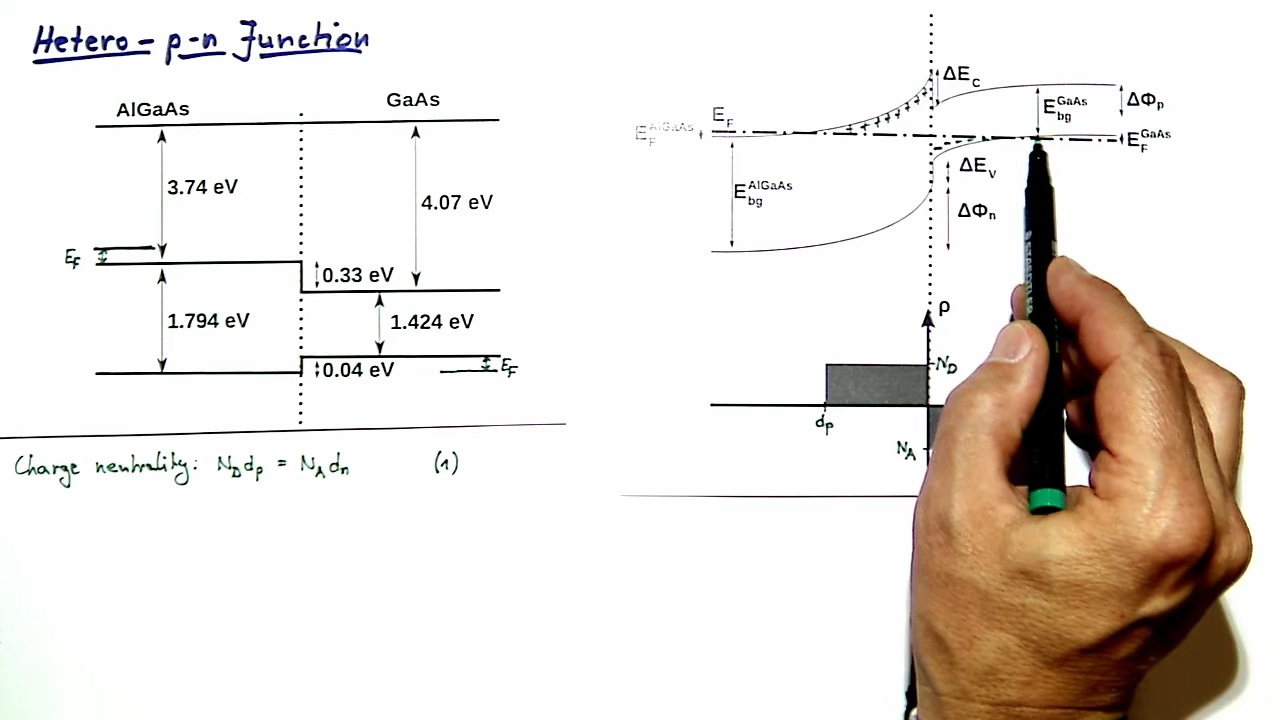 Hetero-p-n Junction
AlGaAs
GaAs
3.74 eV
4.07 eV
E_F
0.33 eV
1.794 eV
1.424 eV
0.04 eV
E_F
Charge neutrality: N_D d_p = N_A d_n (1)
ΔE_C
E_F
E_F^AlGaAs
E_bg^GaAs
ΔΦ_p
E_F^GaAs
ΔE_V
E_bg^AlGaAs
ΔΦ_n
ρ
N_D
d_p
N_A